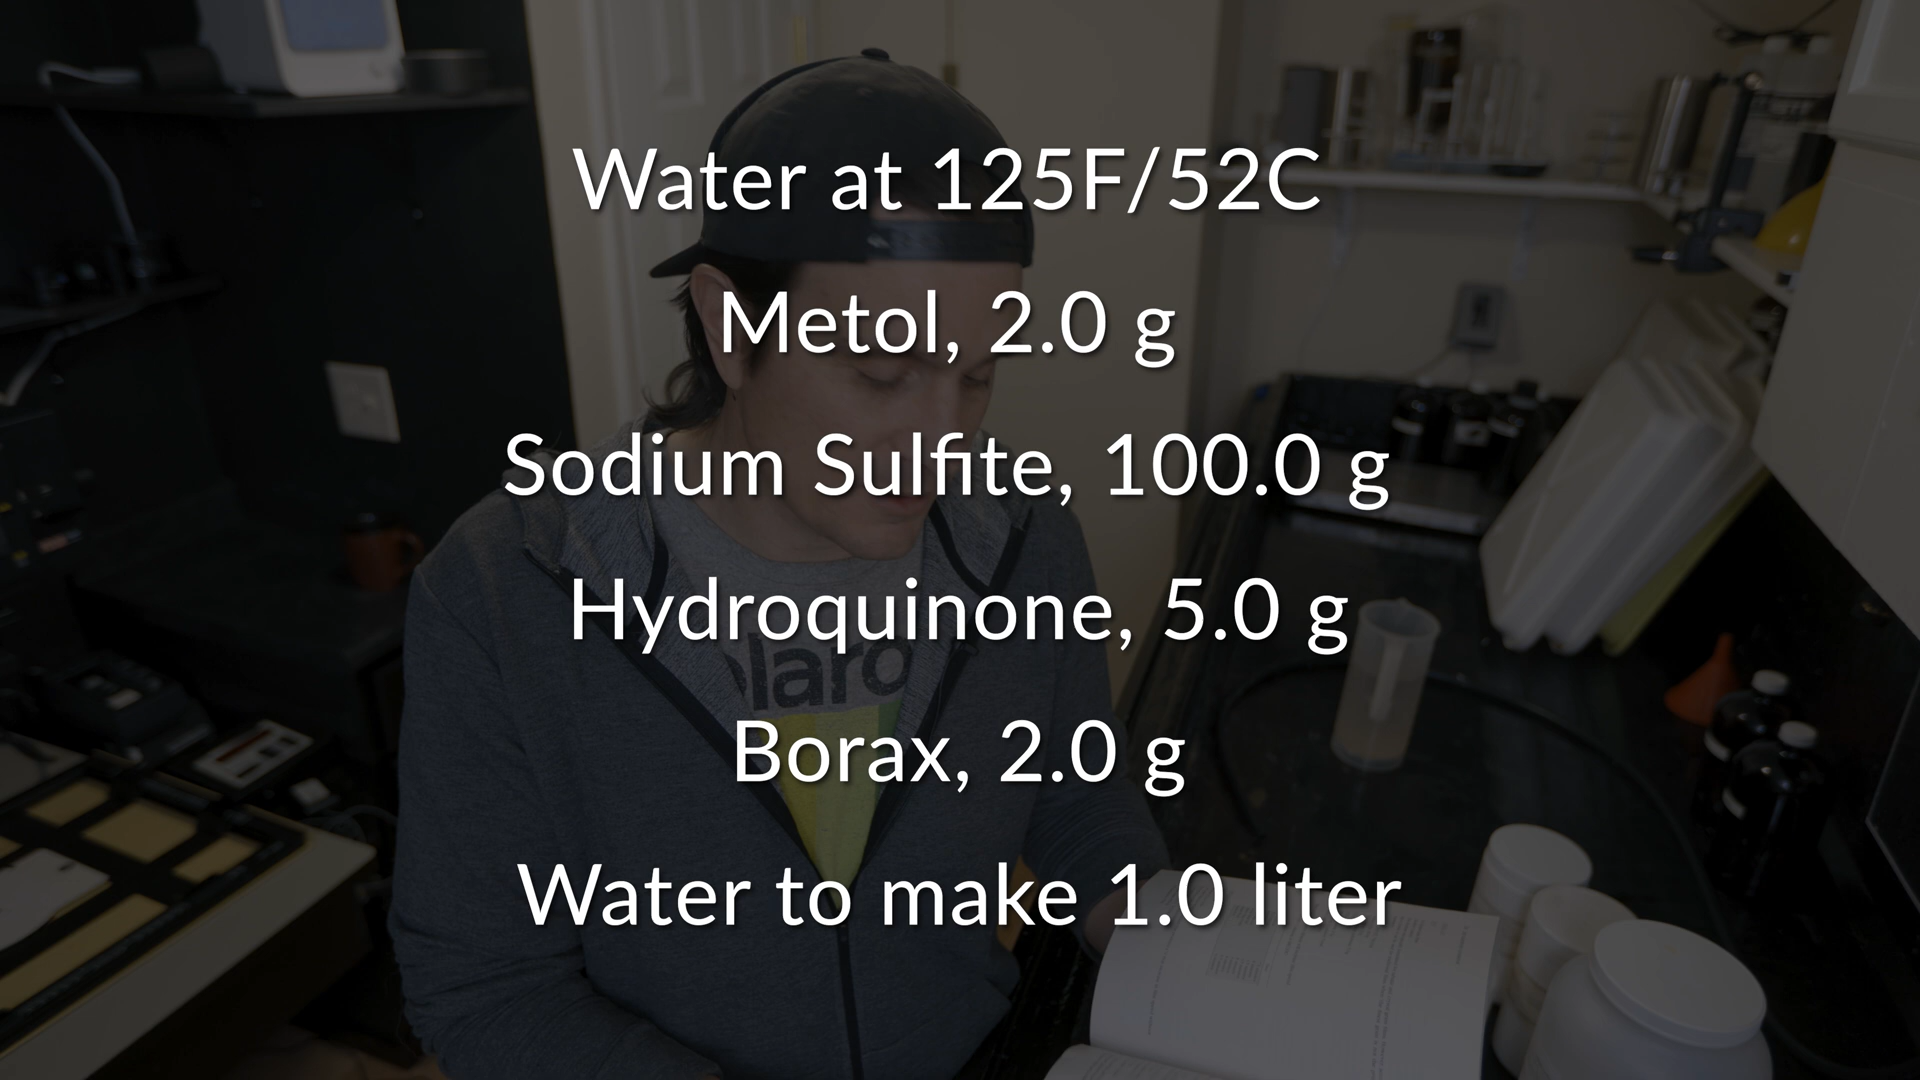 Water at 125F/52C
Metol, 2.0 g
Sodium Sulfite, 100.0 g
Hydroquinone, 5.0 g
olaro
Borax, 2.0 g
Water to make 1.0 liter